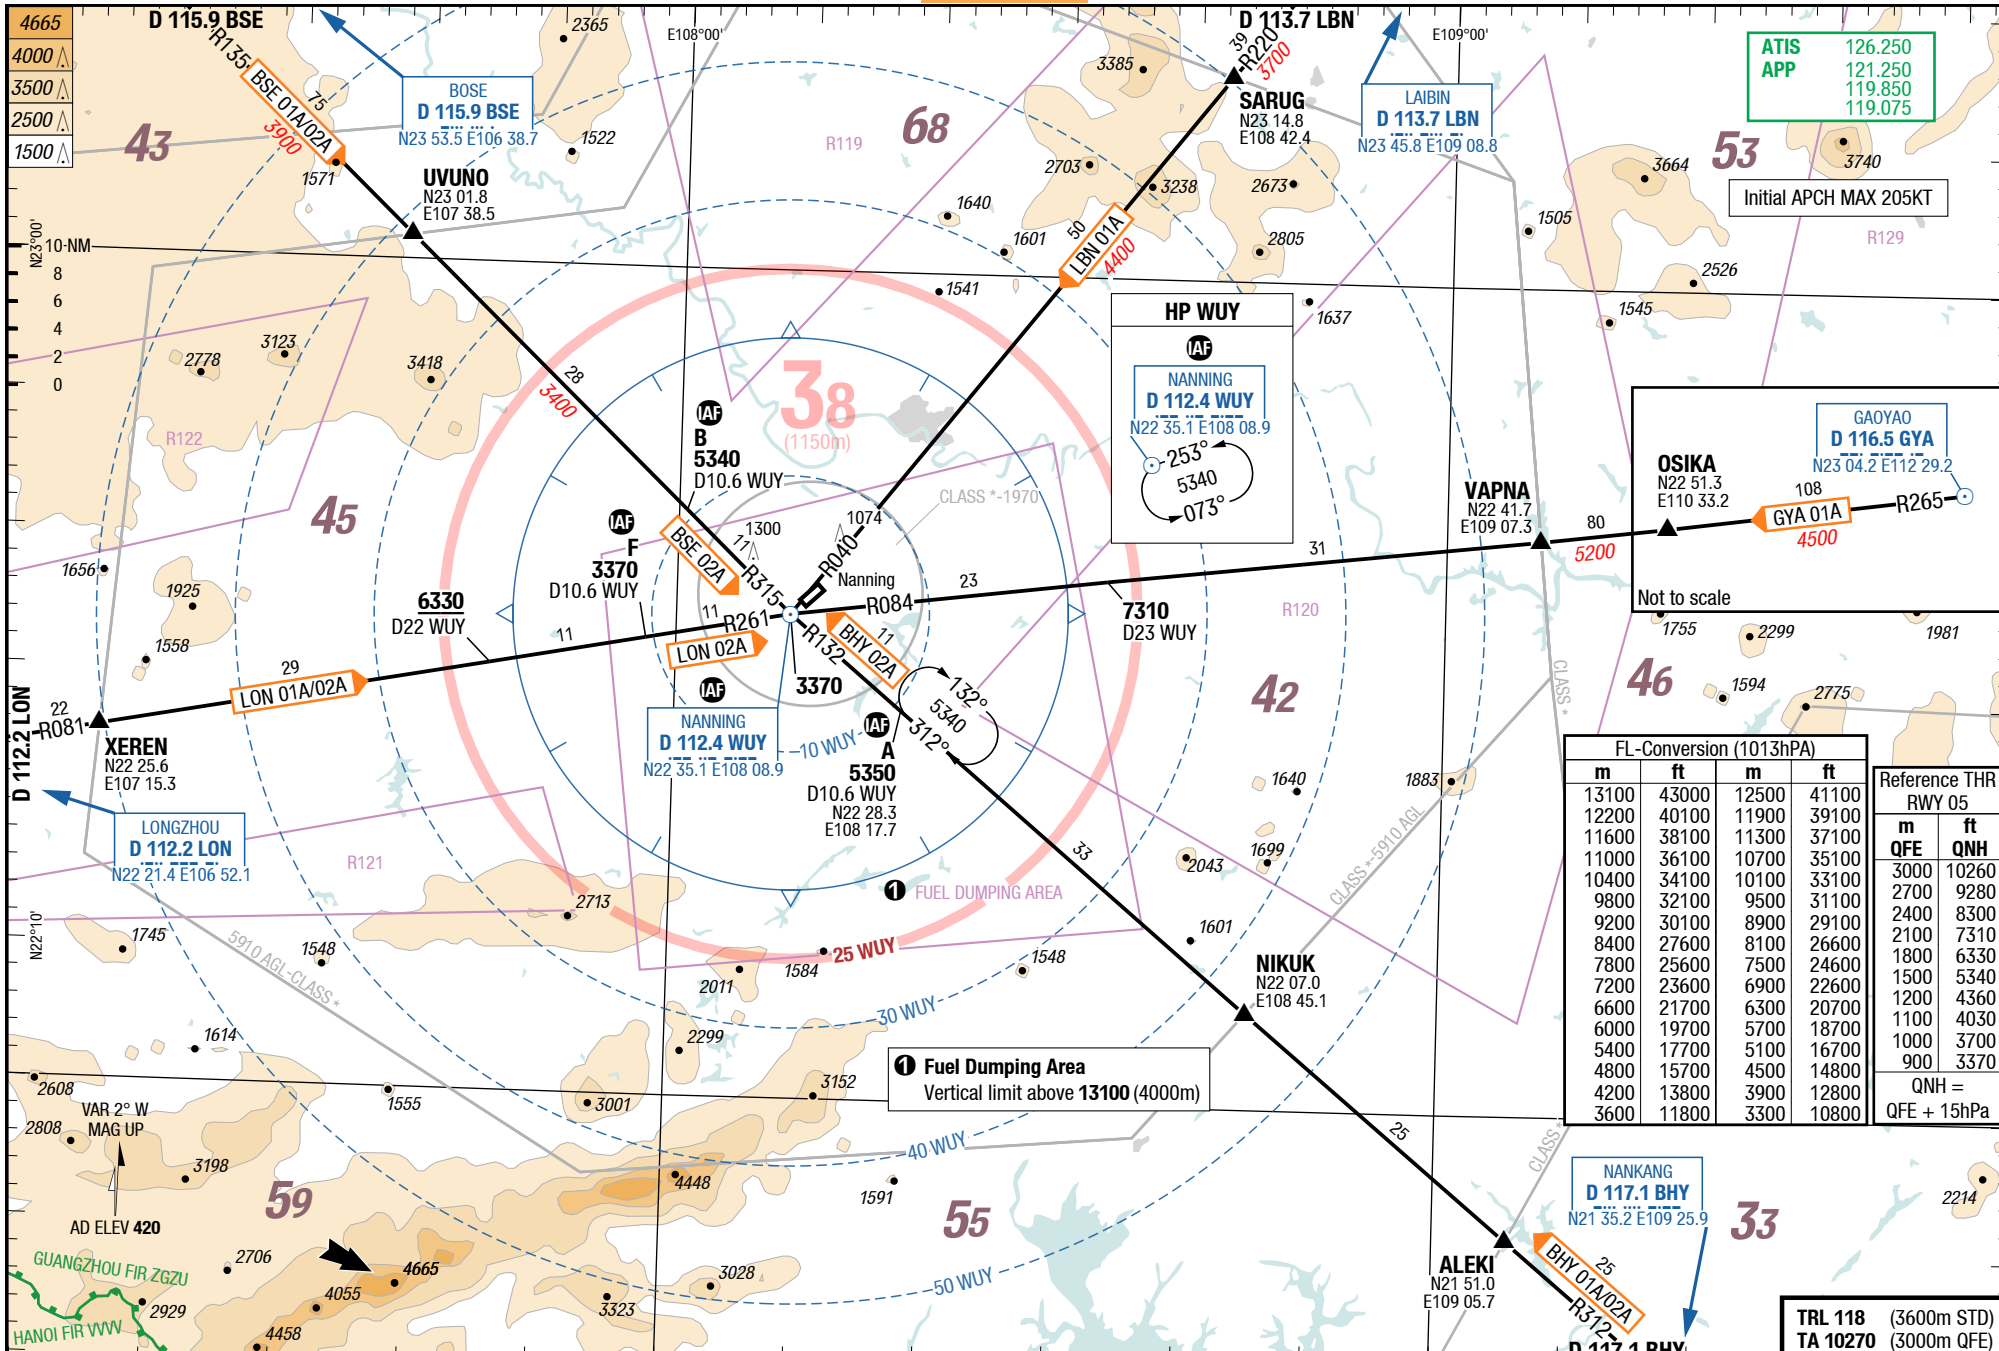 4665
4000
3500
2500
1500
D 115.9 BSE
R135
BSE 01A/02A
75
3900
1571
43
BOSE
D 115.9 BSE
N23 53.5 E106 38.7
2365
1522
UVUNO
N23 01.8
E107 38.5
E108°00'
68
R119
3385
2703
3238
2673
1640
1601
2805
1541
D 113.7 LBN
39
R220
3700
SARUG
N23 14.8
E108 42.4
50
LBN 01A
4400
LAIBIN
D 113.7 LBN
N23 45.8 E109 08.8
E109°00'
ATIS 126.250
APP 121.250
119.850
119.075
53
3664
3740
Initial APCH MAX 205KT
R129
1505
2526
1545
1637
N23°00'
10-NM
8
6
4
2
0
3123
2778
3418
R122
28
3400
38
(1150m)
HP WUY
IAF
NANNING
D 112.4 WUY
N22 35.1 E108 08.9
253°
5340
073°
IAF
B
5340
D10.6 WUY
IAF
F
3370
D10.6 WUY
45
1656
1925
1558
BSE 02A
11
1300
R315
1074
R040
CLASS *-1970
Nanning
23
R084
31
7310
D23 WUY
R120
VAPNA
N22 41.7
E109 07.3
80
5200
GAOYAO
D 116.5 GYA
N23 04.2 E112 29.2
OSIKA
N22 51.3
E110 33.2
108
GYA 01A
R265
4500
Not to scale
1755
2299
1981
46
1594
2775
6330
D22 WUY
11
11
R261
LON 02A
29
LON 01A/02A
22
R081
D 112.2 LON
XEREN
N22 25.6
E107 15.3
LONGZHOU
D 112.2 LON
N22 21.4 E106 52.1
IAF
NANNING
D 112.4 WUY
N22 35.1 E108 08.9
3370
R132
BHY 02A
11
10 WUY
IAF
A
5350
D10.6 WUY
N22 28.3
E108 17.7
132°
5340
312°
42
CLASS *
1640
1883
2043
1699
CLASS *-5910 AGL
33
R121
1 FUEL DUMPING AREA
2713
25 WUY
1584
2011
1548
1601
N22°10'
1745
1548
5910 AGL-CLASS *
1614
2299
30 WUY
NIKUK
N22 07.0
E108 45.1
1 Fuel Dumping Area
Vertical limit above 13100 (4000m)
FL-Conversion (1013hPA)
m ft m ft
13100 43000 12500 41100
12200 40100 11900 39100
11600 38100 11300 37100
11000 36100 10700 35100
10400 34100 10100 33100
9800 32100 9500 31100
9200 30100 8900 29100
8400 27600 8100 26600
7800 25600 7500 24600
7200 23600 6900 22600
6600 21700 6300 20700
6000 19700 5700 18700
5400 17700 5100 16700
4800 15700 4500 14800
4200 13800 3900 12800
3600 11800 3300 10800
Reference THR
RWY 05
m ft
QFE QNH
3000 10260
2700 9280
2400 8300
2100 7310
1800 6330
1500 5340
1200 4360
1100 4030
1000 3700
900 3370
QNH =
QFE + 15hPa
2608
VAR 2° W
MAG UP
2808
3198
AD ELEV 420
59
1555
3001
3152
4448
40 WUY
1591
55
25
CLASS *
NANKANG
D 117.1 BHY
N21 35.2 E109 25.9
33
2214
GUANGZHOU FIR ZGZU
HANOI FIR VVVV
2706
2929
4665
4055
4458
3323
3028
50 WUY
ALEKI
N21 51.0
E109 05.7
25
BHY 01A/02A
R312
D 117.1 BHY
TRL 118 (3600m STD)
TA 10270 (3000m QFE)